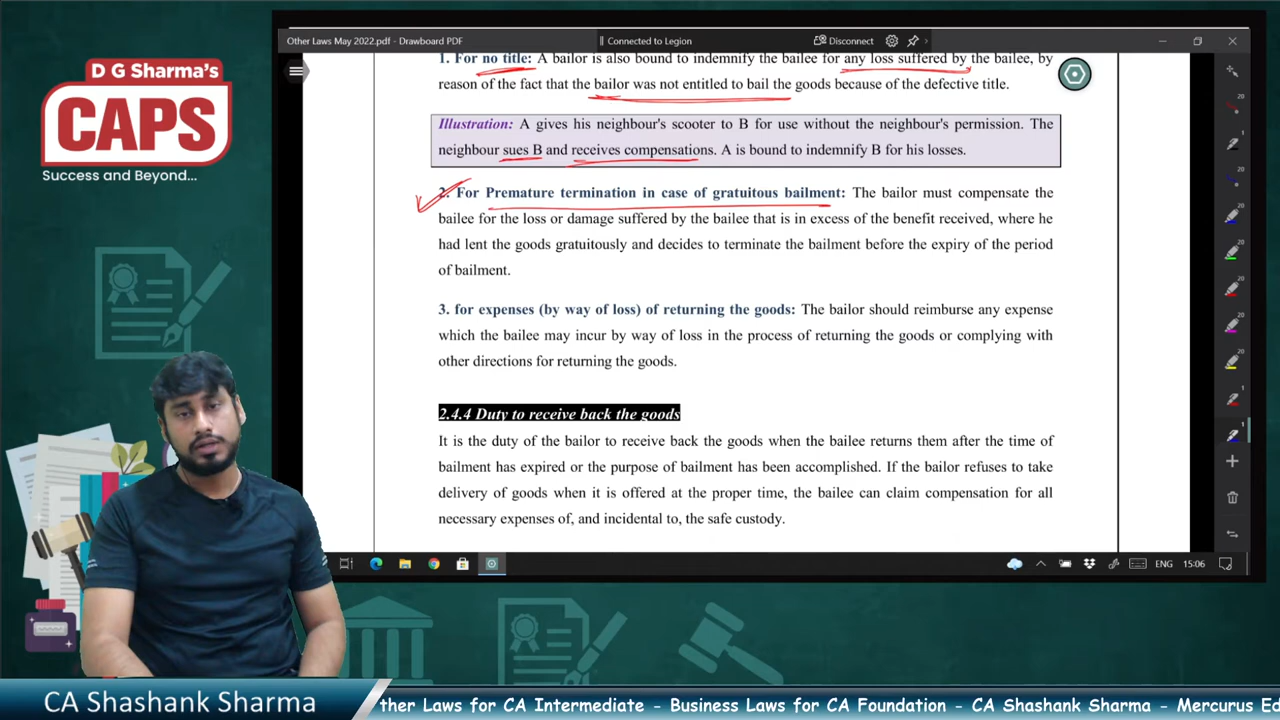 Other Laws May 2022.pdf - Drawboard PDF
Connected to Legion
Disconnect
D G Sharma's
CAPS
Success and Beyond...
1. For no title: A bailor is also bound to indemnify the bailee for any loss suffered by the bailee, by
reason of the fact that the bailor was not entitled to bail the goods because of the defective title.
Illustration: A gives his neighbour's scooter to B for use without the neighbour's permission. The
neighbour sues B and receives compensations. A is bound to indemnify B for his losses.
2. For Premature termination in case of gratuitous bailment: The bailor must compensate the
bailee for the loss or damage suffered by the bailee that is in excess of the benefit received, where he
had lent the goods gratuitously and decides to terminate the bailment before the expiry of the period
of bailment.
3. for expenses (by way of loss) of returning the goods: The bailor should reimburse any expense
which the bailee may incur by way of loss in the process of returning the goods or complying with
other directions for returning the goods.
2.4.4 Duty to receive back the goods
It is the duty of the bailor to receive back the goods when the bailee returns them after the time of
bailment has expired or the purpose of bailment has been accomplished. If the bailor refuses to take
delivery of goods when it is offered at the proper time, the bailee can claim compensation for all
necessary expenses of, and incidental to, the safe custody.
20
1
20
20
20
20
20
20
1
1
ENG
15:06
CA Shashank Sharma
ther Laws for CA Intermediate - Business Laws for CA Foundation - CA Shashank Sharma - Mercurus Ed